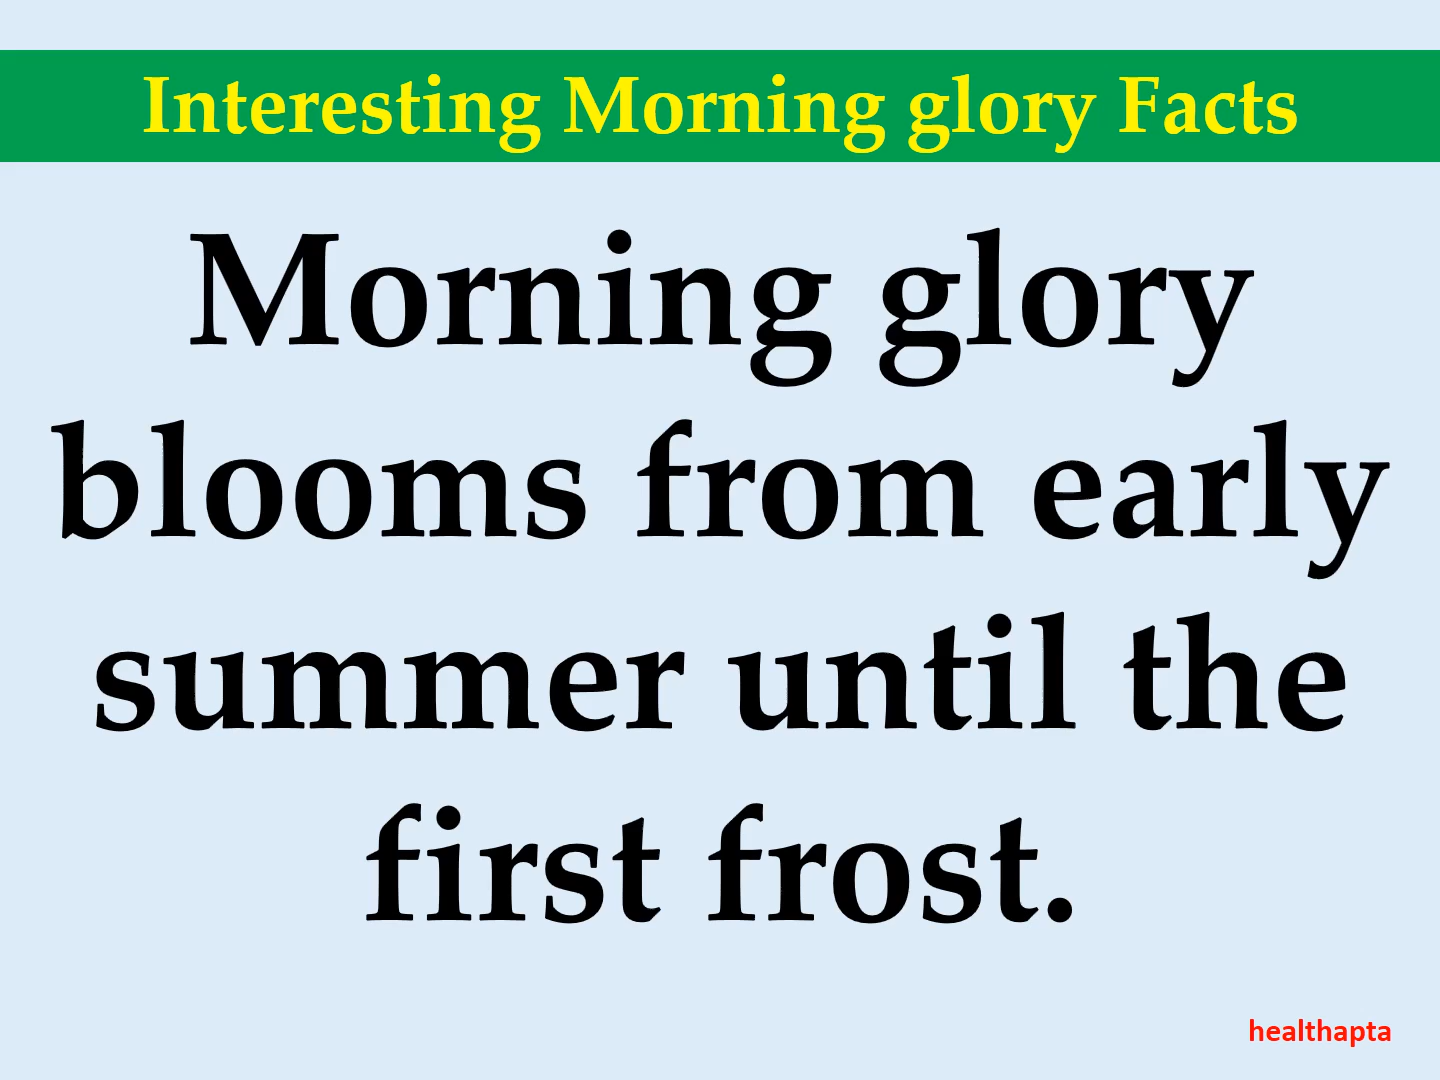 Interesting Morning glory Facts
Morning glory
blooms from early
summer until the
first frost.
healthapta